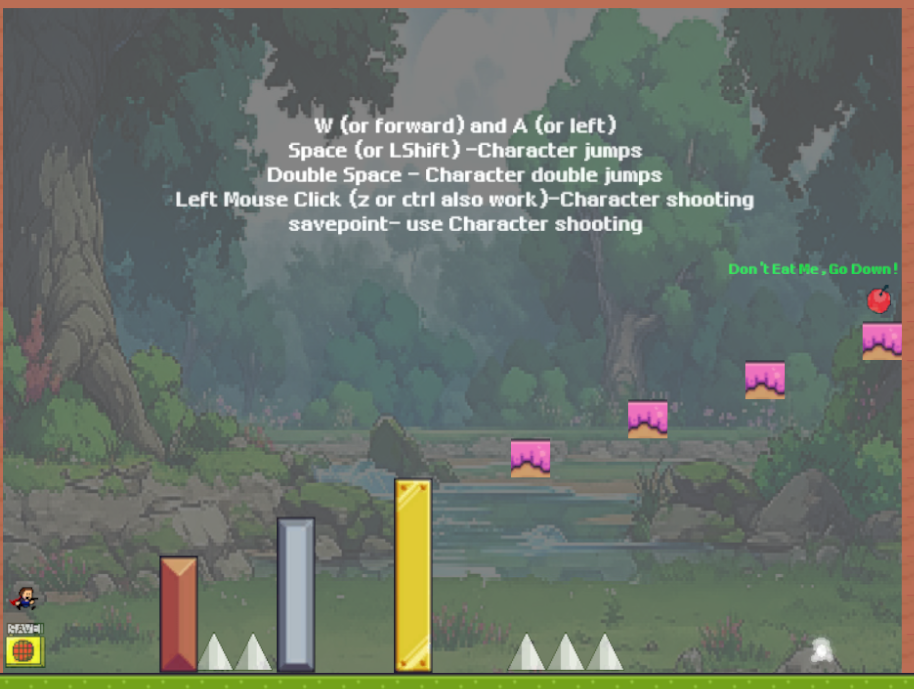 W (or forward) and A (or left)
Space (or LShift) -Character jumps
Double Space - Character double jumps
Left Mouse Click (z or ctrl also work)-Character shooting
savepoint- use Character shooting
Don't Eat Me,Go Down!
SAVE!